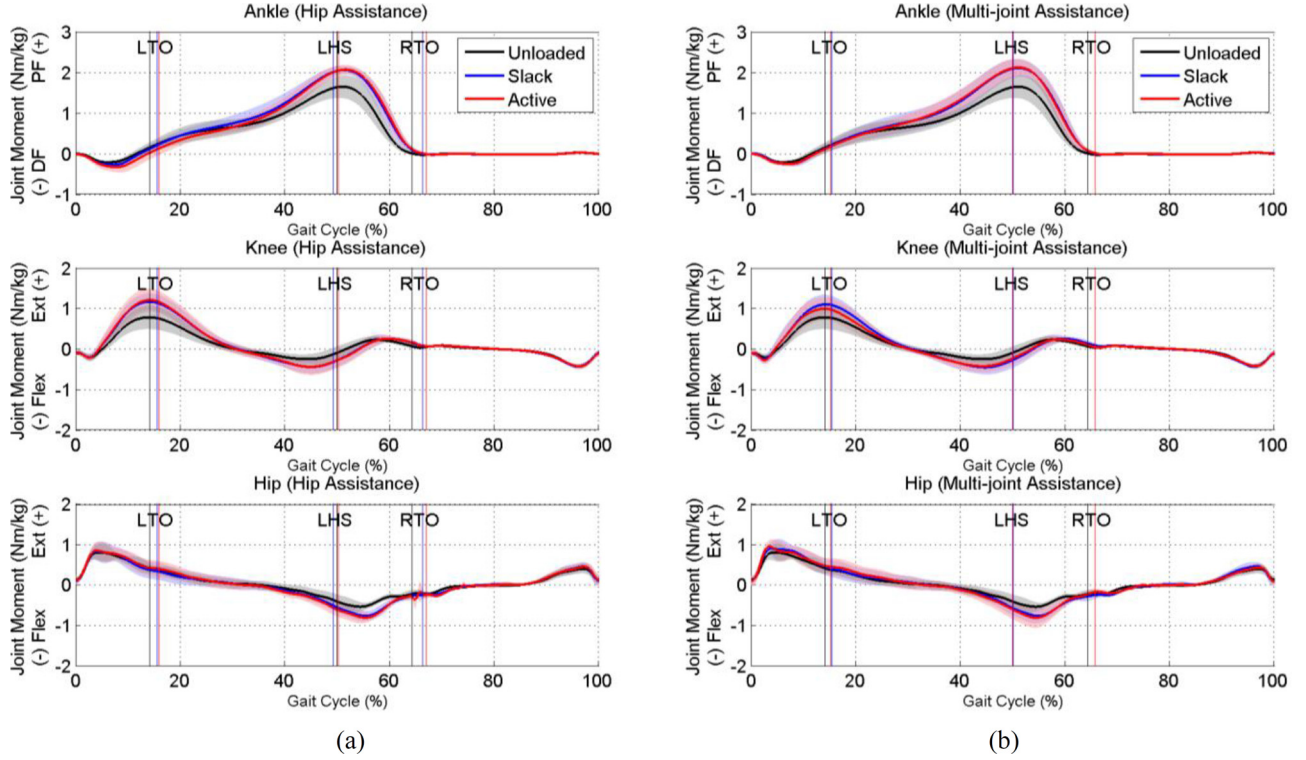 Ankle (Hip Assistance)
Joint Moment (Nm/kg)
(-) DF PF (+)
3
2
1
0
-1
LTO LHS RTO
Unloaded
Slack
Active
0 20 40 60 80 100
Gait Cycle (%)
Knee (Hip Assistance)
Joint Moment (Nm/kg)
(-) Flex Ext (+)
2
1
0
-1
-2
LTO LHS RTO
0 20 40 60 80 100
Gait Cycle (%)
Hip (Hip Assistance)
Joint Moment (Nm/kg)
(-) Flex Ext (+)
2
1
0
-1
-2
LTO LHS RTO
0 20 40 60 80 100
Gait Cycle (%)
(a)
Ankle (Multi-joint Assistance)
Joint Moment (Nm/kg)
(-) DF PF (+)
3
2
1
0
-1
LTO LHS RTO
Unloaded
Slack
Active
0 20 40 60 80 100
Gait Cycle (%)
Knee (Multi-joint Assistance)
Joint Moment (Nm/kg)
(-) Flex Ext (+)
2
1
0
-1
-2
LTO LHS RTO
0 20 40 60 80 100
Gait Cycle (%)
Hip (Multi-joint Assistance)
Joint Moment (Nm/kg)
(-) Flex Ext (+)
2
1
0
-1
-2
LTO LHS RTO
0 20 40 60 80 100
Gait Cycle (%)
(b)